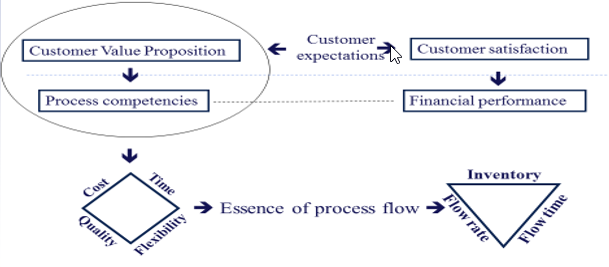 Customer
expectations
Customer Value Proposition
Customer satisfaction
Process competencies
Financial performance
Cost
Time
Quality
Flexibility
Essence of process flow
Inventory
Flow rate
Flow time